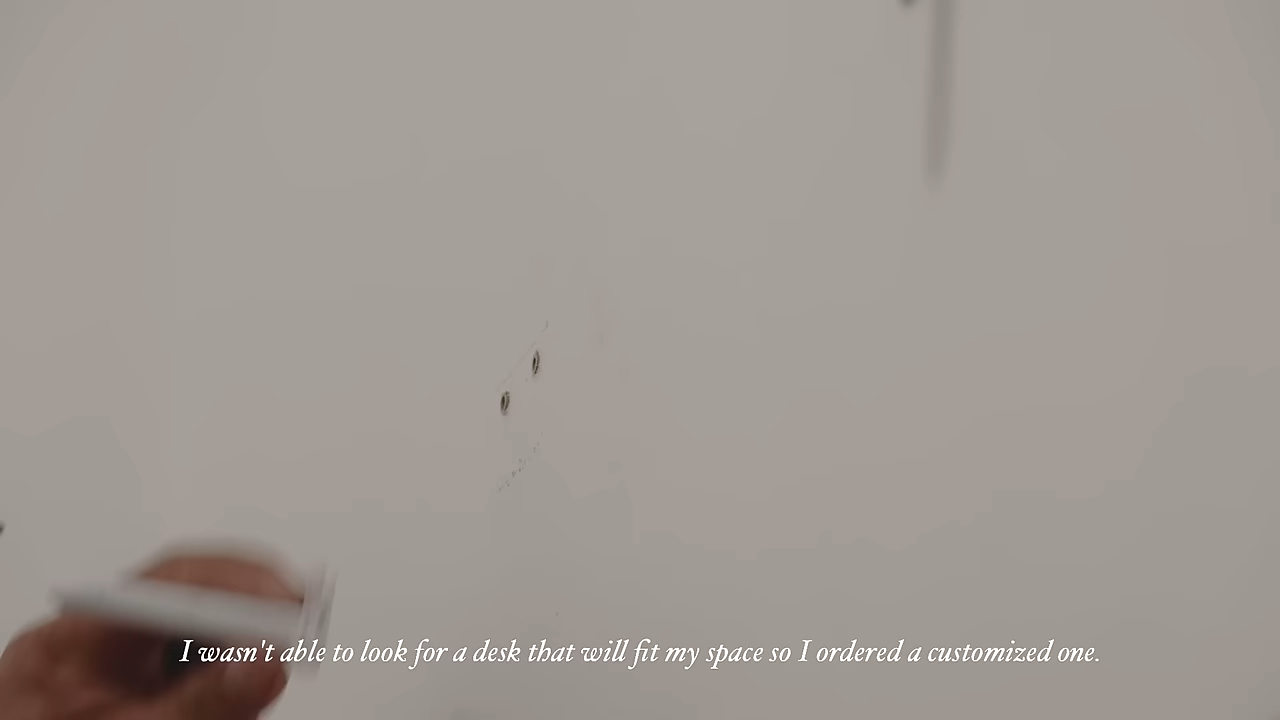 I wasn't able to look for a desk that will fit my space so I ordered a customized one.